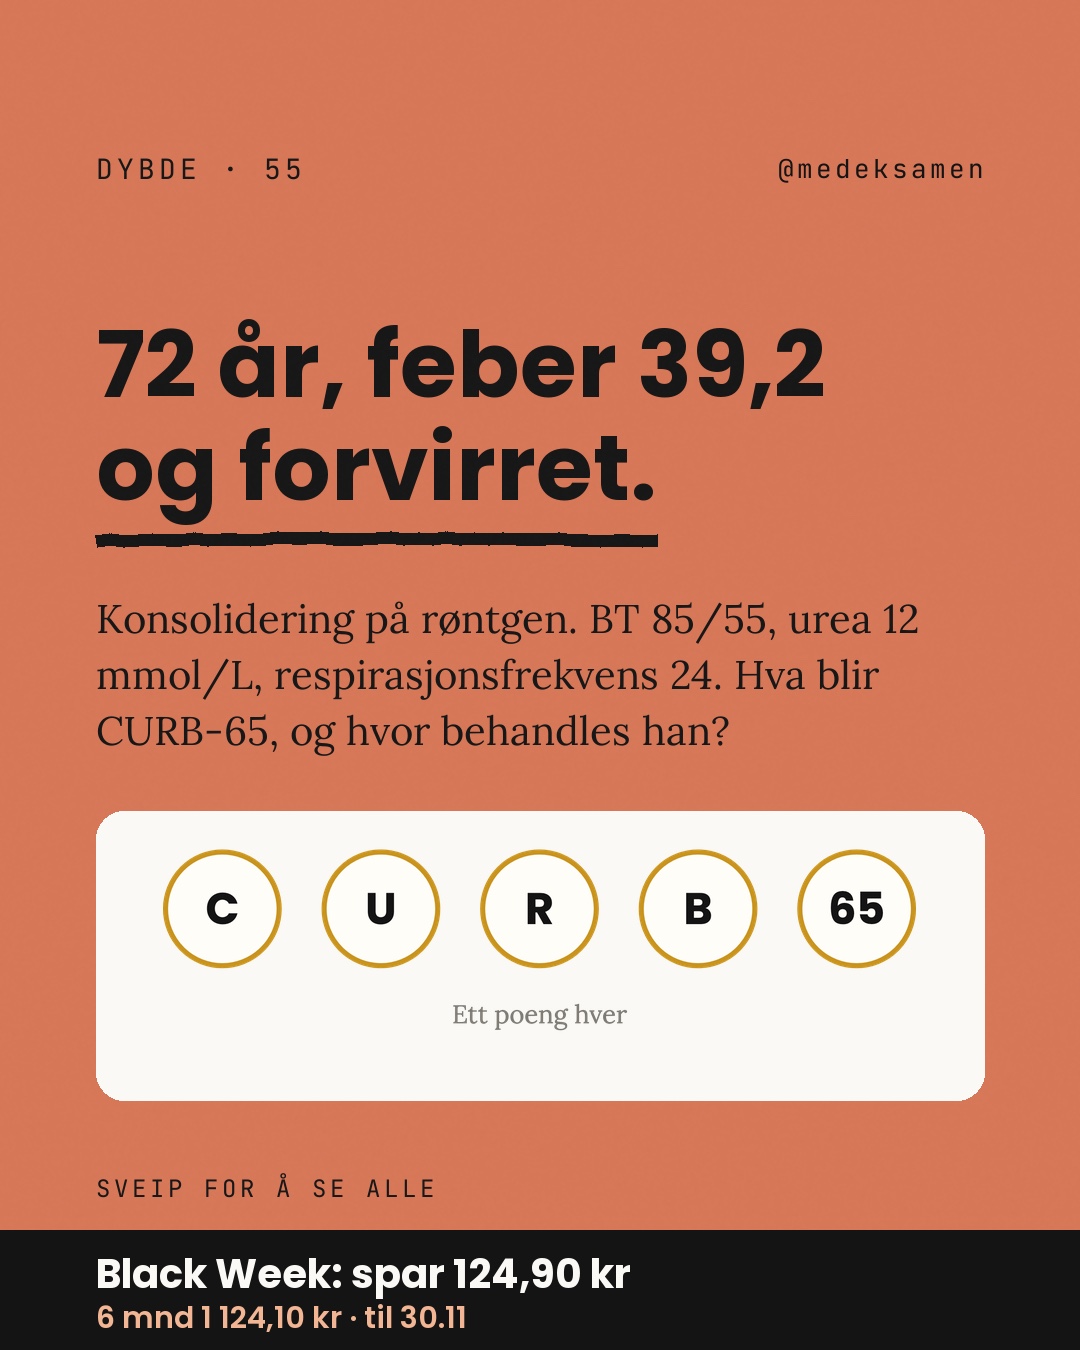 DYBDE · 55
@medeksamen
72 år, feber 39,2
og forvirret.
Konsolidering på røntgen. BT 85/55, urea 12
mmol/L, respirasjonsfrekvens 24. Hva blir
CURB-65, og hvor behandles han?
C U R B 65
Ett poeng hver
SVEIP FOR Å SE ALLE
Black Week: spar 124,90 kr
6 mnd 1 124,10 kr · til 30.11